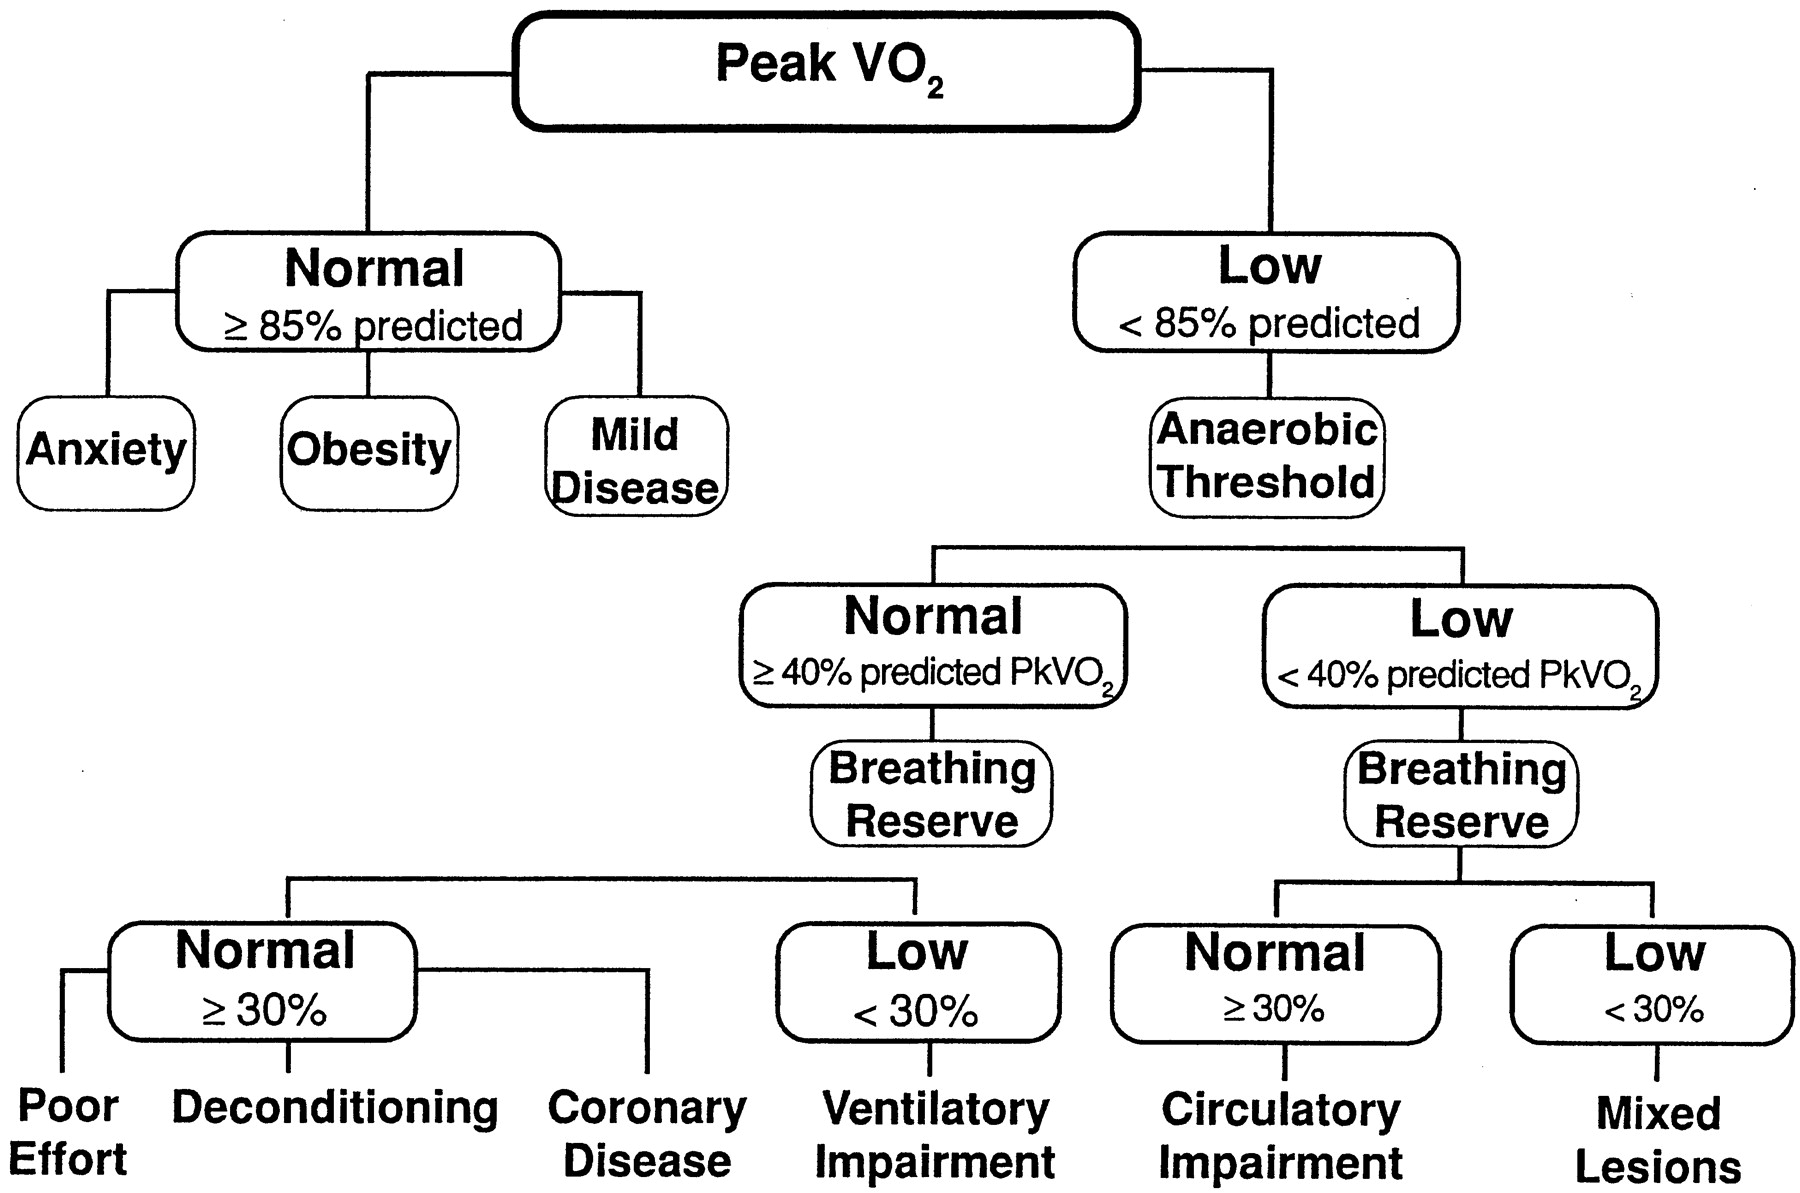 Peak VO₂
Normal
≥ 85% predicted
Low
< 85% predicted
Anxiety
Obesity
Mild
Disease
Anaerobic
Threshold
Normal
≥ 40% predicted PkVO₂
Low
< 40% predicted PkVO₂
Breathing
Reserve
Breathing
Reserve
Normal
≥ 30%
Low
< 30%
Normal
≥ 30%
Low
< 30%
Poor
Effort
Deconditioning
Coronary
Disease
Ventilatory
Impairment
Circulatory
Impairment
Mixed
Lesions